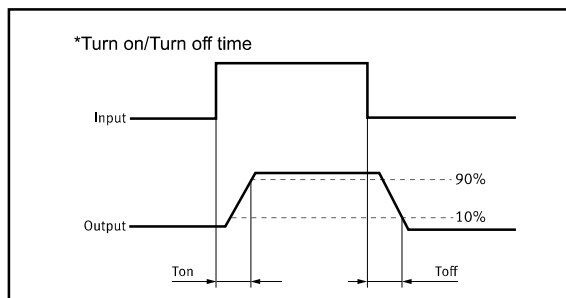 *Turn on/Turn off time
Input
90%
10%
Output
Ton
Toff